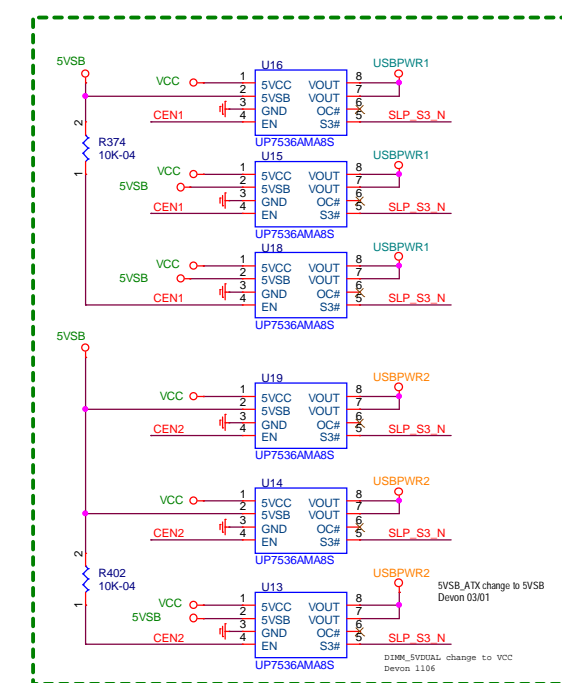 5VSB
U16
USBPWR1
VCC
1 5VCC VOUT 8
2 5VSB VOUT 7
3 GND OC# 6
CEN1 4 EN S3# 5 SLP_S3_N
UP7536AMA8S
2
R374
10K-04
1
U15
USBPWR1
VCC
1 5VCC VOUT 8
5VSB
2 5VSB VOUT 7
3 GND OC# 6
CEN1 4 EN S3# 5 SLP_S3_N
UP7536AMA8S
U18
USBPWR1
VCC
1 5VCC VOUT 8
5VSB
2 5VSB VOUT 7
3 GND OC# 6
CEN1 4 EN S3# 5 SLP_S3_N
UP7536AMA8S
5VSB
U19
USBPWR2
VCC
1 5VCC VOUT 8
2 5VSB VOUT 7
3 GND OC# 6
CEN2 4 EN S3# 5 SLP_S3_N
UP7536AMA8S
U14
USBPWR2
VCC
1 5VCC VOUT 8
2 5VSB VOUT 7
3 GND OC# 6
CEN2 4 EN S3# 5 SLP_S3_N
UP7536AMA8S
2
R402
10K-04
1
U13
USBPWR2
5VSB_ATX change to 5VSB
Devon 03/01
VCC
1 5VCC VOUT 8
5VSB
2 5VSB VOUT 7
3 GND OC# 6
CEN2 4 EN S3# 5 SLP_S3_N
UP7536AMA8S
DIMM_5VDUAL change to VCC
Devon 1106